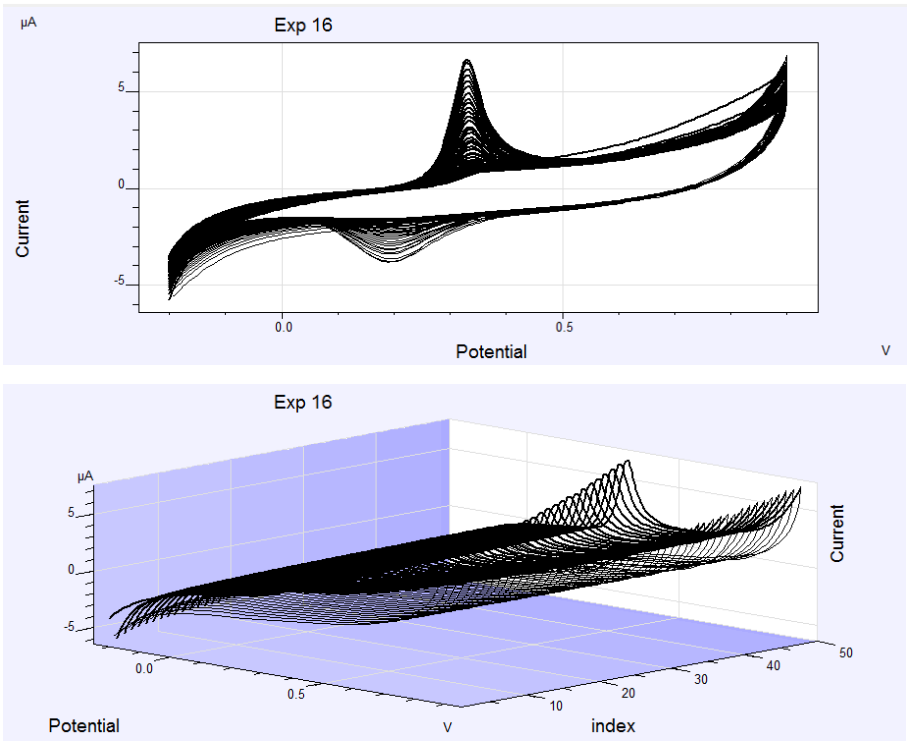 µA
Exp 16
5
0
-5
Current
0.0
0.5
Potential
V
Exp 16
µA
5
0
-5
Current
0.0
0.5
10
20
30
40
50
Potential
V
index